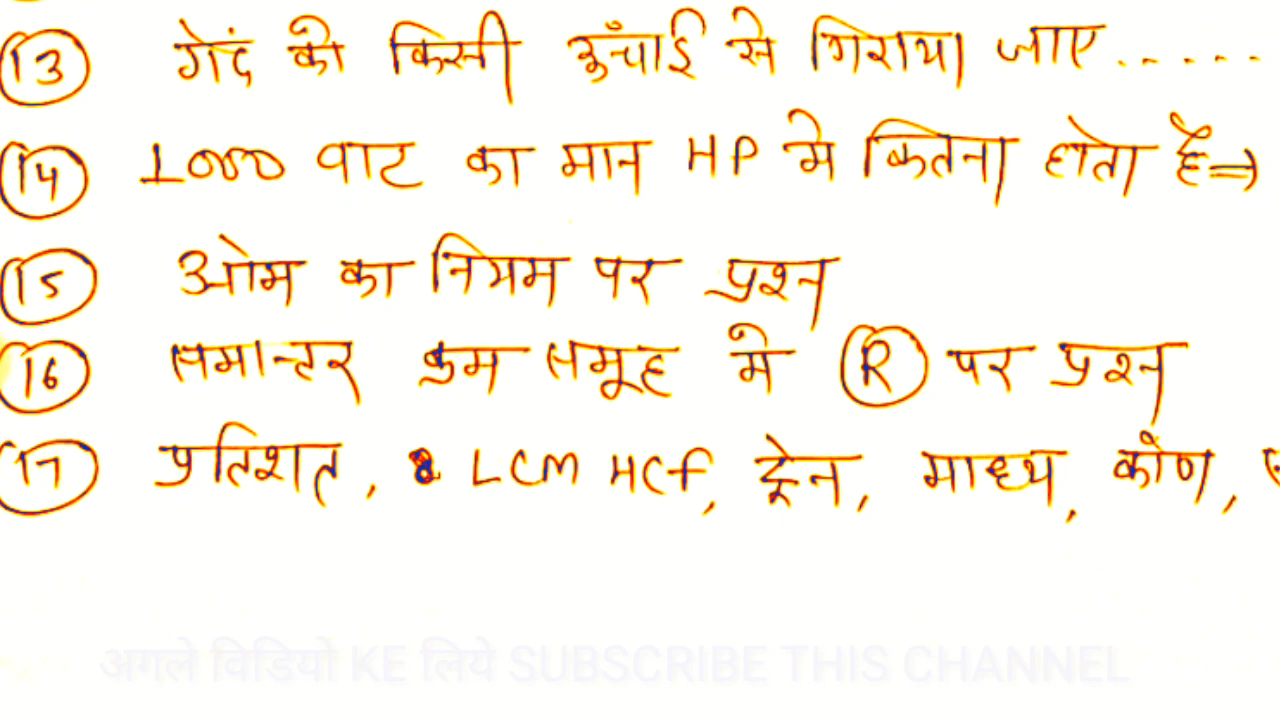 13 गेदं को किसी ऊँचाई से गिराया जाए......
14 1000 वाट का मान HP मे कितना होता है⇒
15 ओम का नियम पर प्रश्न
16 समान्तर क्रम समूह मे R पर प्रश्न
17 प्रतिशत, LCM HCF, ट्रेन, माध्य, कोण,
अगले विडियो KE लिये SUBSCRIBE THIS CHANNEL